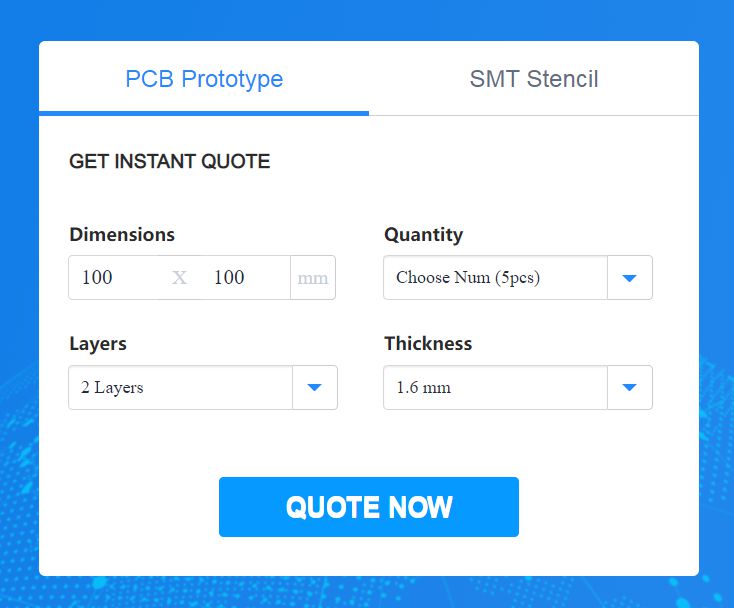 PCB Prototype SMT Stencil
GET INSTANT QUOTE
Dimensions Quantity
100 X 100 mm Choose Num (5pcs)
Layers Thickness
2 Layers 1.6 mm
QUOTE NOW